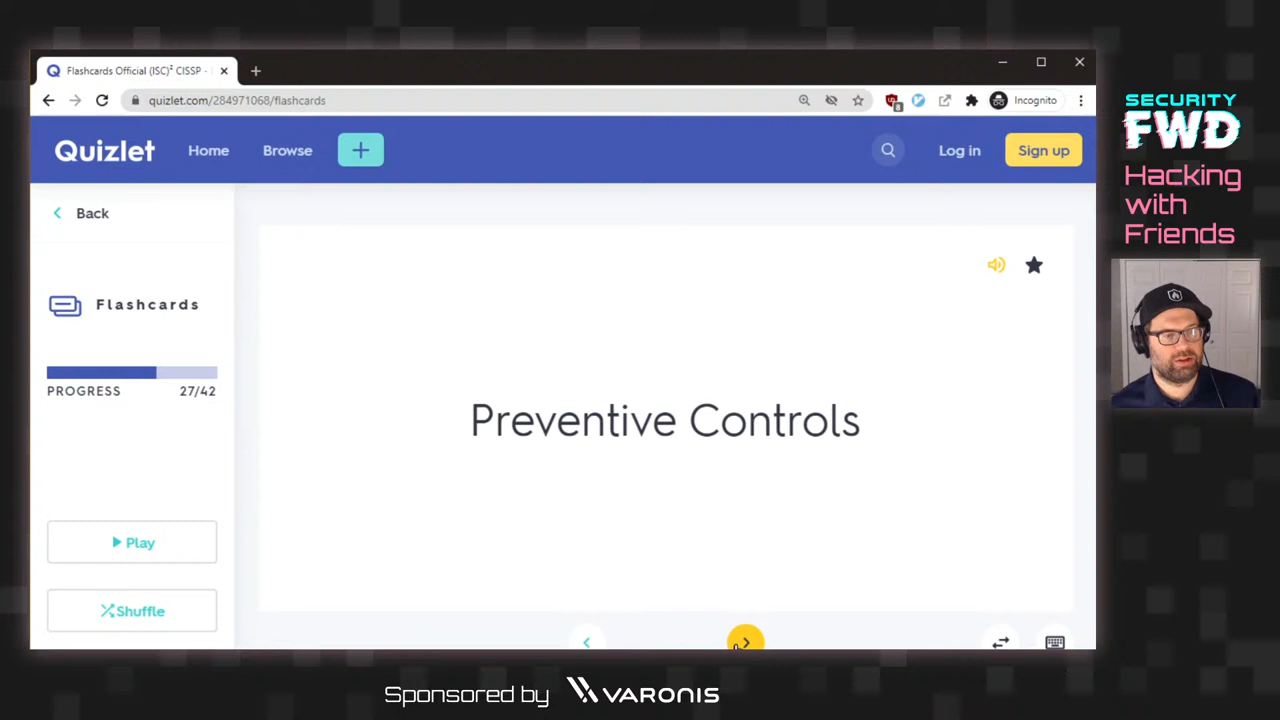 Flashcards Official (ISC)² CISSP -
quizlet.com/284971068/flashcards
8
Incognito
Quizlet
Home
Browse
Log in
Sign up
Back
Flashcards
PROGRESS
27/42
Play
Shuffle
Preventive Controls
SECURITY
FWD
Hacking
with
Friends
Sponsored by VARONIS